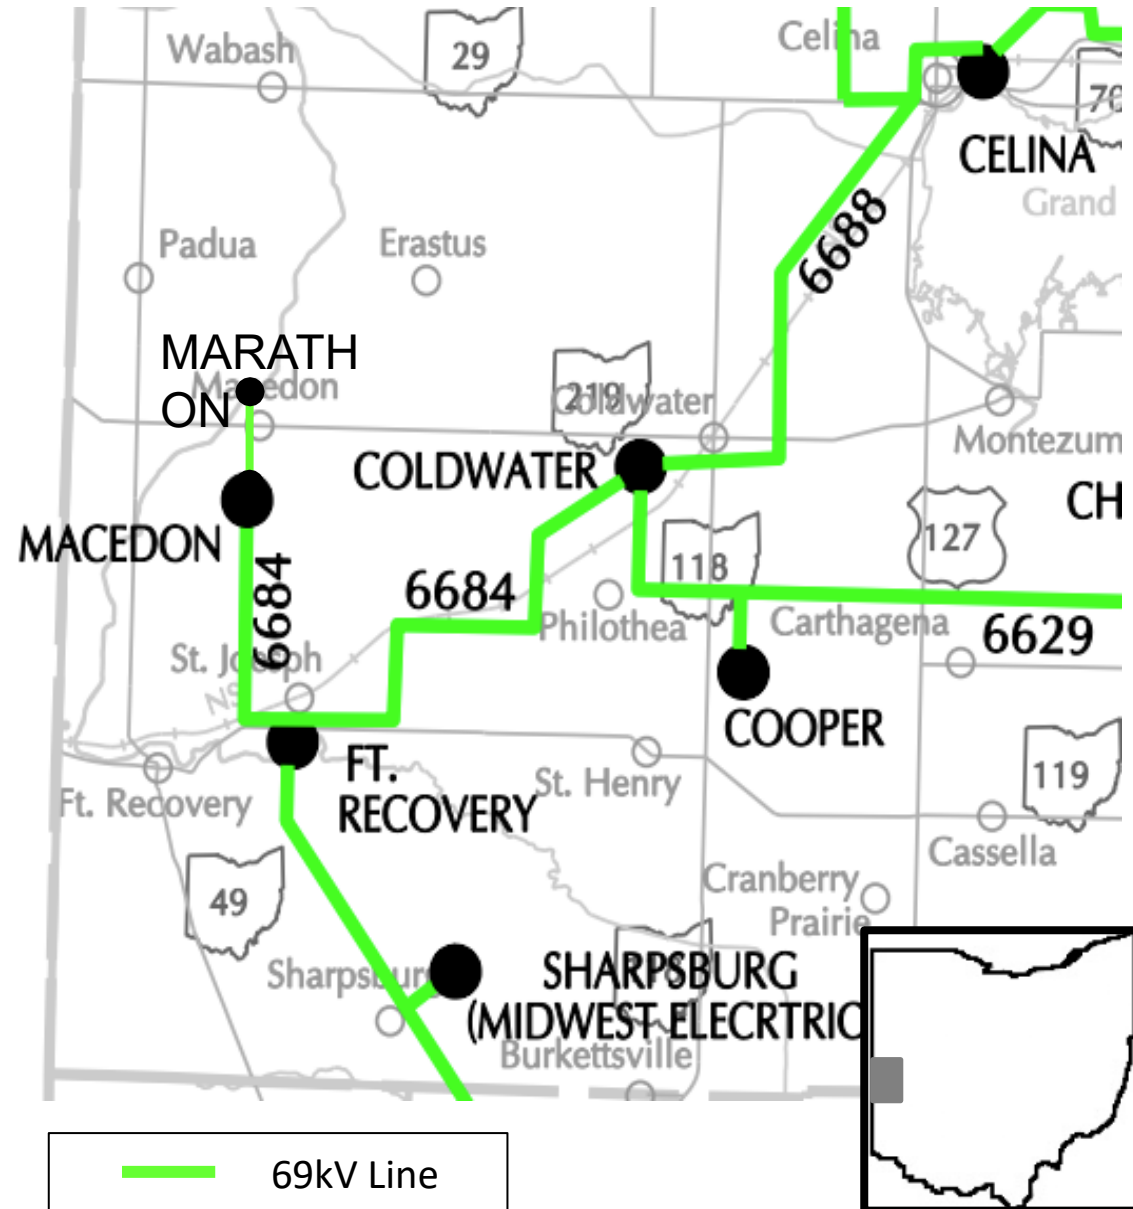 Wabash
29
Celina
76
CELINA
Grand
6688
Padua
Erastus
MARATH
ON
Macedon
219
Coldwater
Montezum
COLDWATER
CH
MACEDON
127
118
6684
6684
Philothea
Carthagena
6629
St. Joseph
NS
COOPER
FT.
RECOVERY
St. Henry
119
Ft. Recovery
Cassella
49
Cranberry
Prairie
Sharpsburg
SHARPSBURG
(MIDWEST ELECRTRIC
Burkettsville
69kV Line